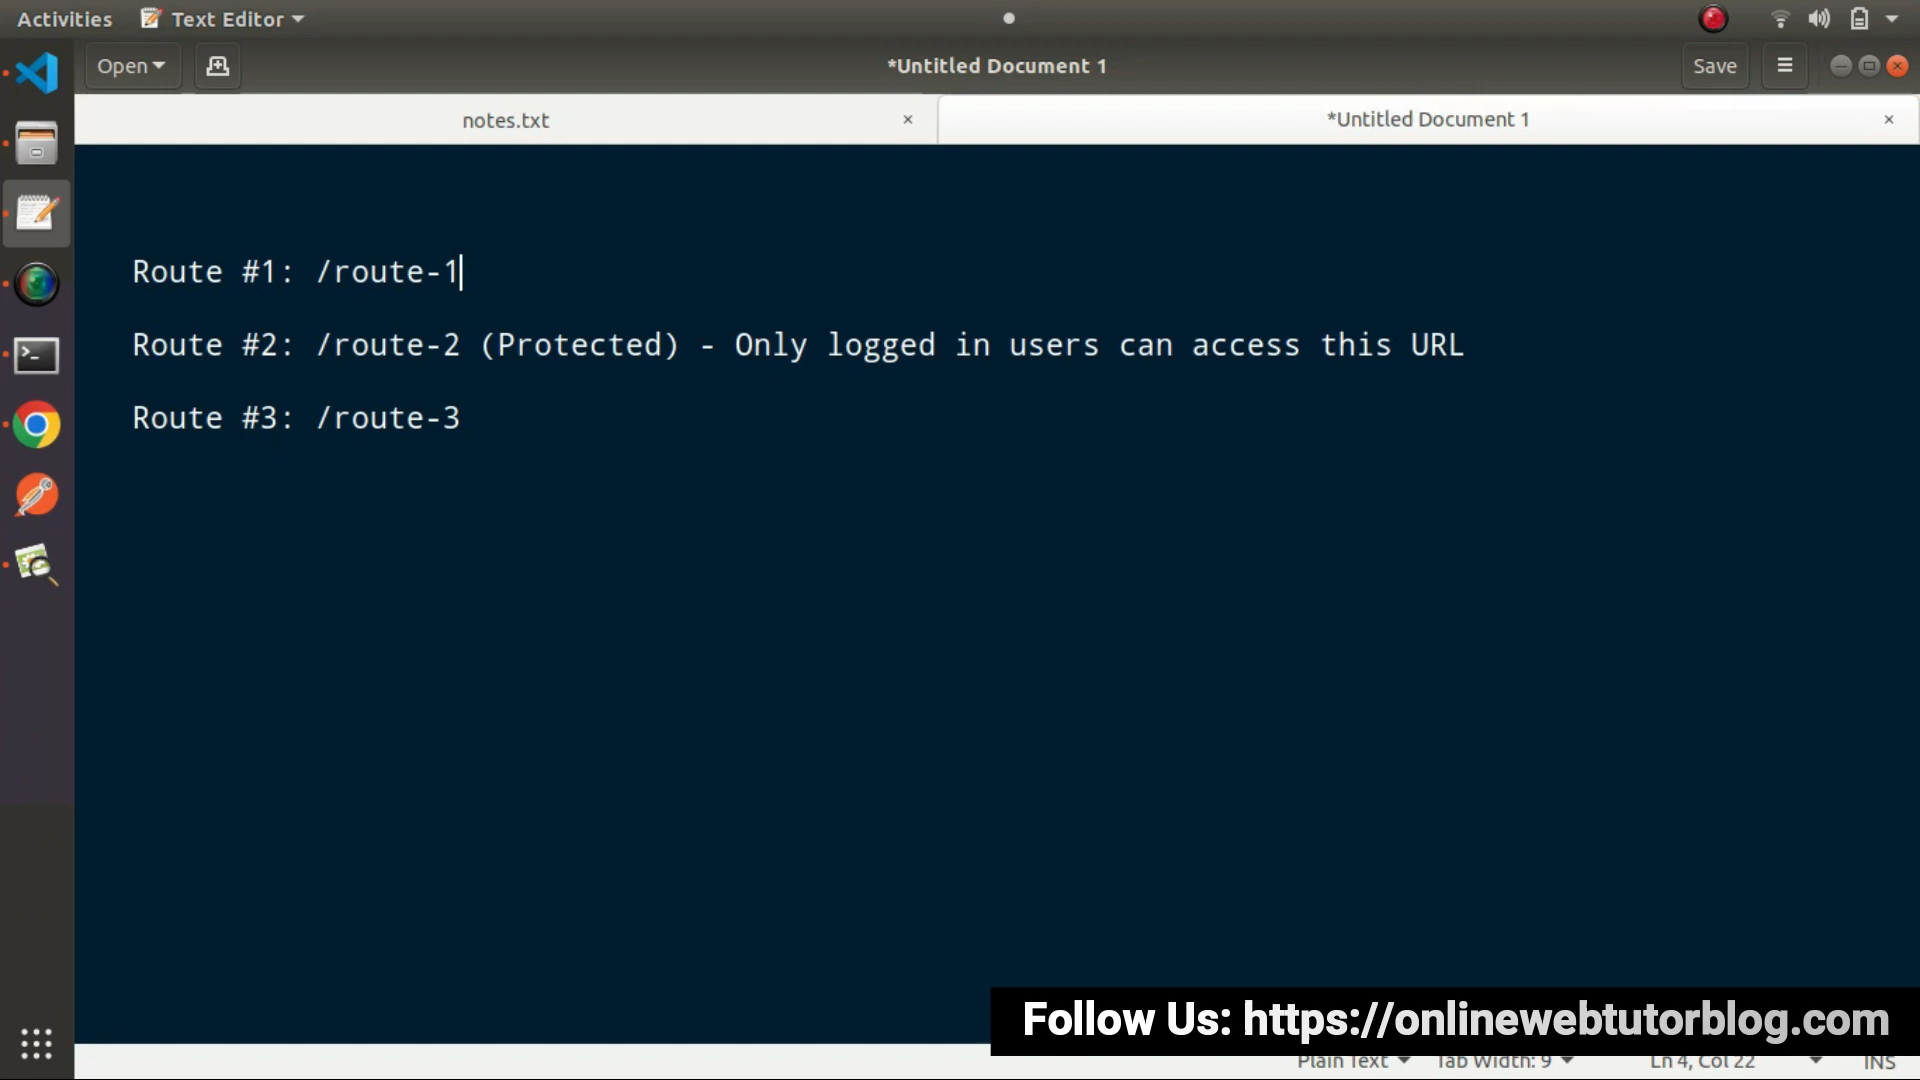 Activities Text Editor
Open *Untitled Document 1 Save
notes.txt *Untitled Document 1
Route #1: /route-1
Route #2: /route-2 (Protected) - Only logged in users can access this URL
Route #3: /route-3
Follow Us: https://onlinewebtutorblog.com
Plain Text Tab Width: 9 Ln 4, Col 22 INS